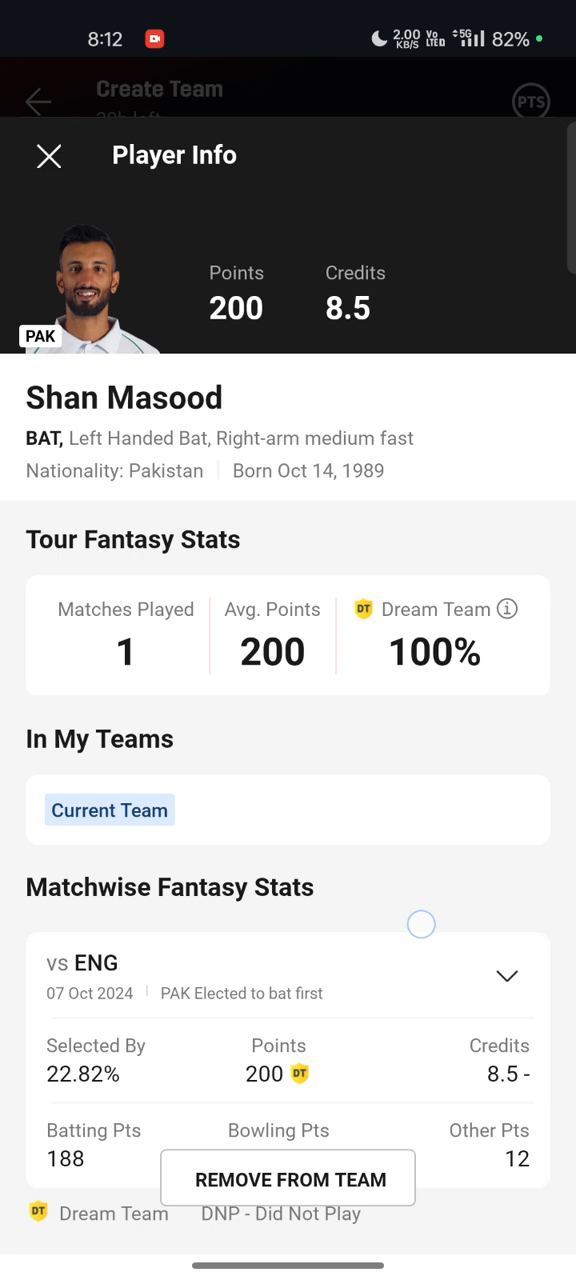 8:12
2.00 KB/S
Vo LTED
5G
82%
Create Team
PTS
Player Info
Points
Credits
200
8.5
PAK
Shan Masood
BAT, Left Handed Bat, Right-arm medium fast
Nationality: Pakistan
Born Oct 14, 1989
Tour Fantasy Stats
Matches Played
Avg. Points
DT Dream Team i
1
200
100%
In My Teams
Current Team
Matchwise Fantasy Stats
vs ENG
07 Oct 2024
PAK Elected to bat first
Selected By
Points
Credits
22.82%
200 DT
8.5 -
Batting Pts
Bowling Pts
Other Pts
188
12
REMOVE FROM TEAM
DT Dream Team
DNP - Did Not Play